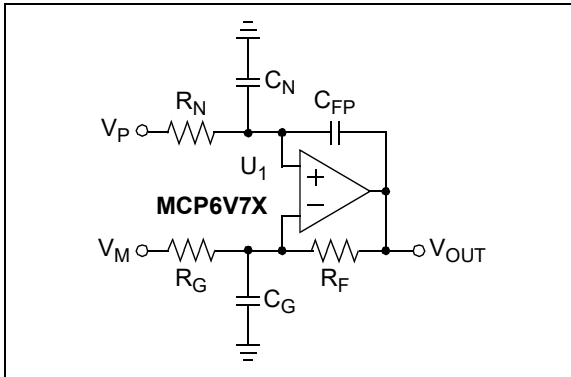 C_N
R_N
C_FP
V_P
U_1
+
MCP6V7X
−
V_M
V_OUT
R_G
R_F
C_G